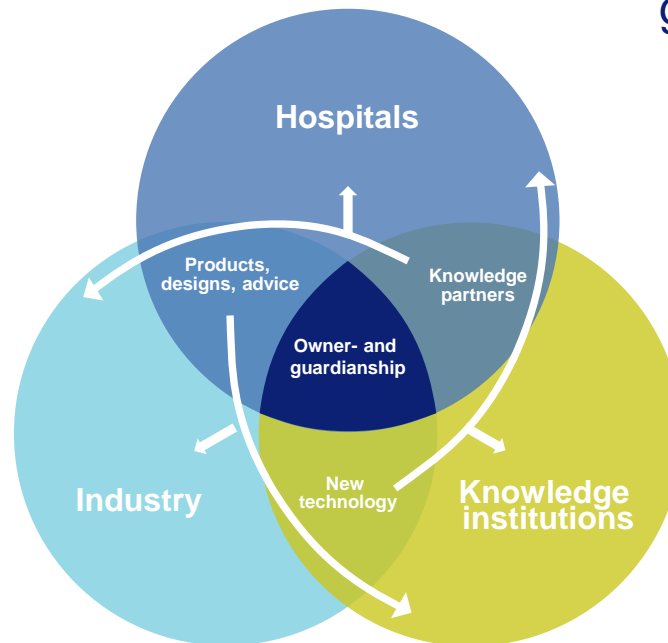 Hospitals
Products,
designs, advice
Knowledge
partners
Owner- and
guardianship
New
technology
Industry
Knowledge
institutions